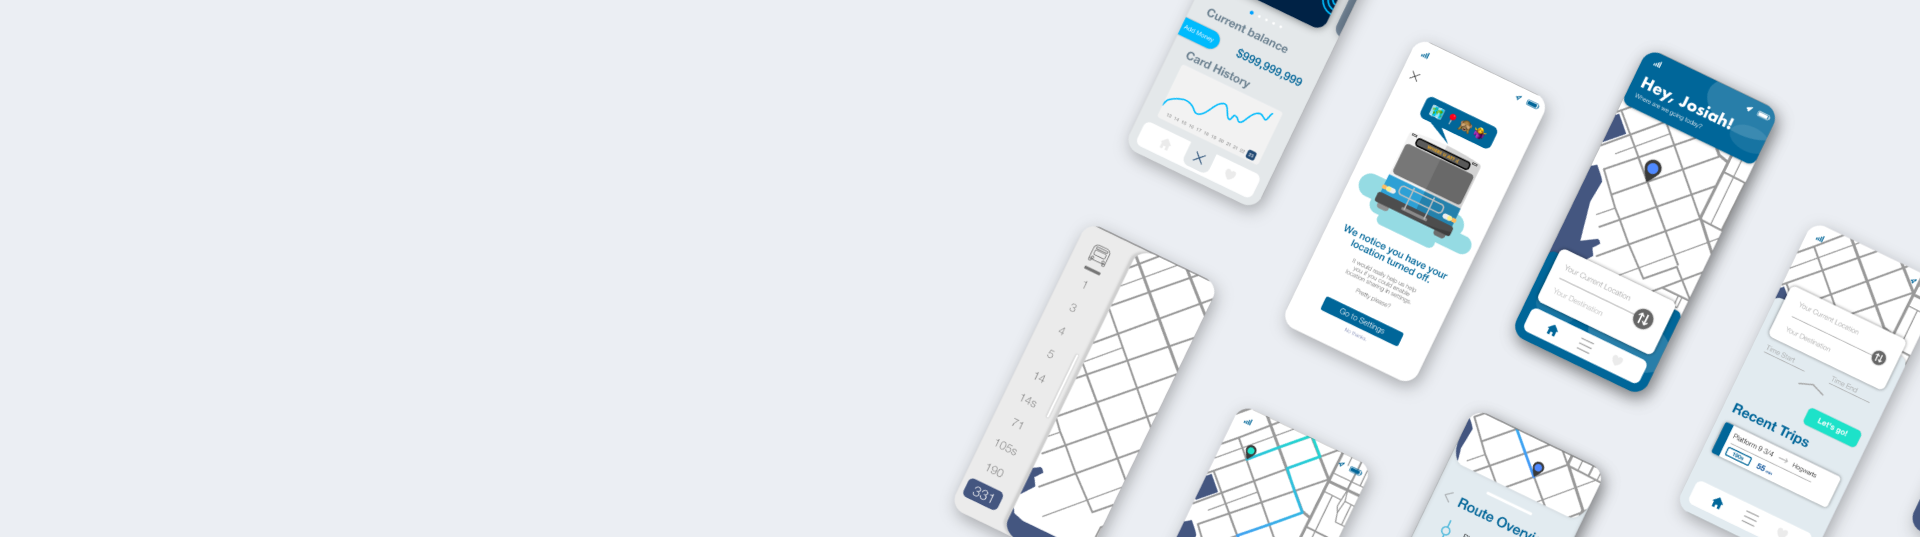 Current balance
Add Money
$999,999,999
Card History
We notice you have your
location turned off.
It would really help us help
you if you could enable
location sharing in settings.
Pretty please?
Go to Settings
No thanks.
Hey, Josiah!
Where are we going today?
Your Current Location
Your Destination
1
3
4
5
14
14s
71
105s
190
331
Route Overvi
Your Current Location
Your Destination
Time Start
Time End
Let's go!
Recent Trips
Platform 9 3/4
Hogwarts
55 min